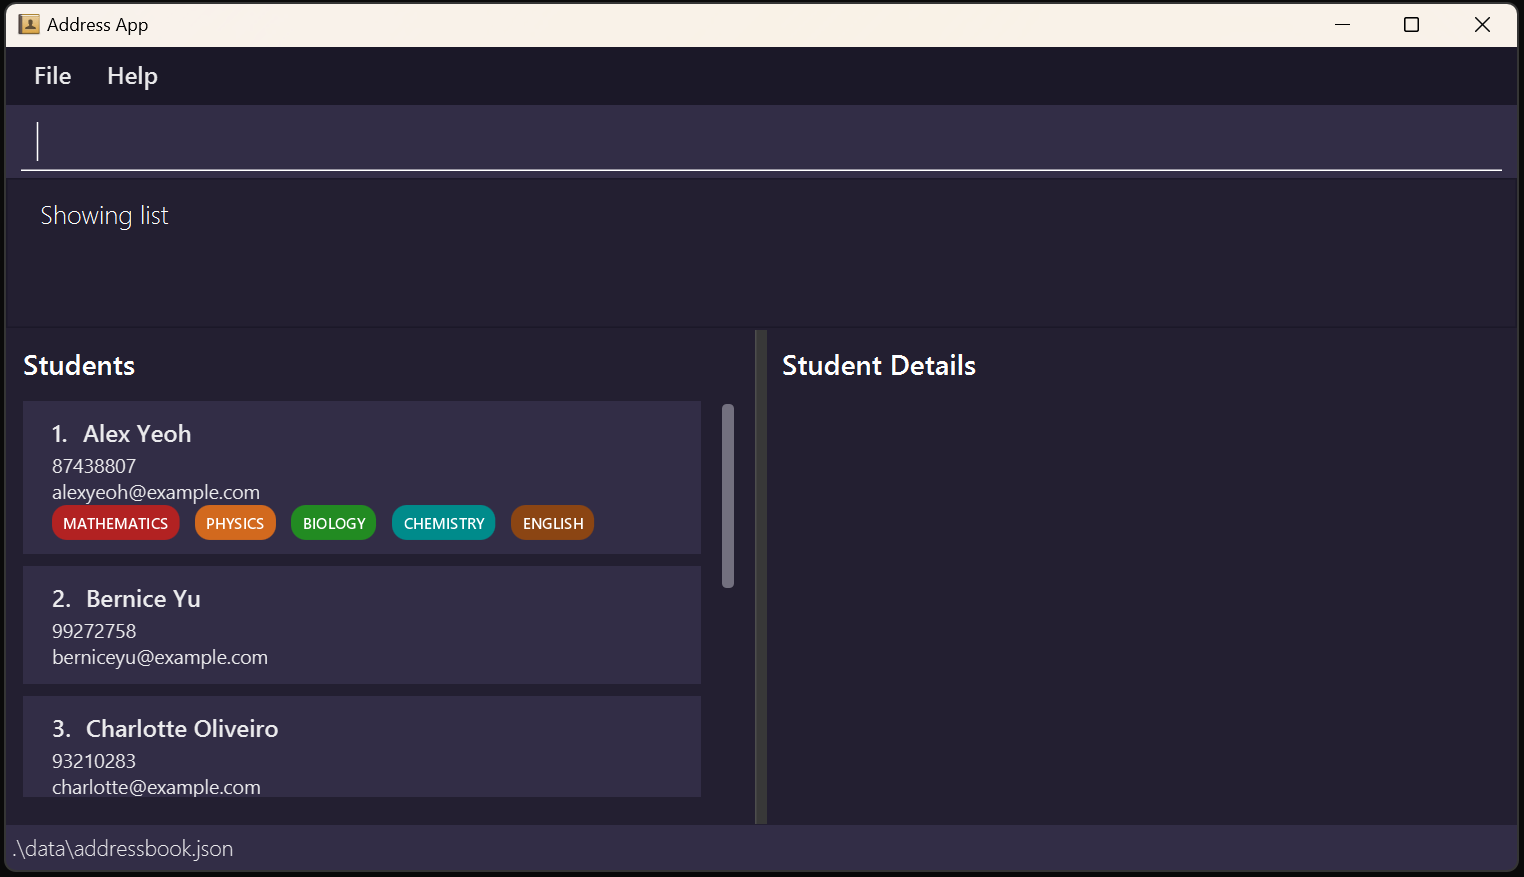 Address App
File Help
Showing list
Students
1. Alex Yeoh
87438807
alexyeoh@example.com
MATHEMATICS PHYSICS BIOLOGY CHEMISTRY ENGLISH
2. Bernice Yu
99272758
berniceyu@example.com
3. Charlotte Oliveiro
93210283
charlotte@example.com
Student Details
.\data\addressbook.json